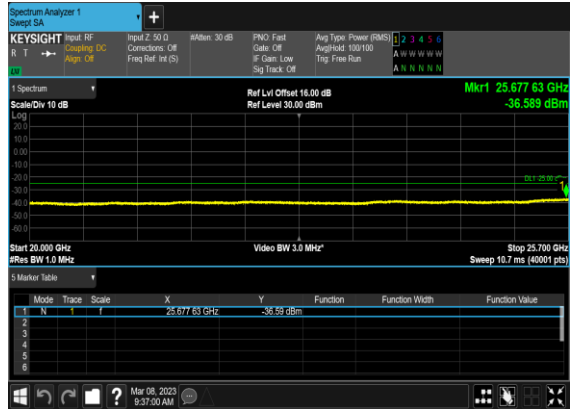 Spectrum Analyzer 1
Swept SA
+
KEYSIGHT Input: RF Input Z: 50 Ω #Atten: 30 dB PNO: Fast Avg Type: Power (RMS) 1 2 3 4 5 6
R T Coupling: DC Corrections: Off Gate: Off Avg|Hold: 100/100 A W W W W W
Align: Off Freq Ref: Int (S) IF Gain: Low Trig: Free Run
Sig Track: Off A N N N N N
1 Spectrum
Ref Lvl Offset 16.00 dB Mkr1 25.677 63 GHz
Scale/Div 10 dB Ref Level 30.00 dBm -36.589 dBm
Log
20.0
10.0
0.00
-10.0
-20.0
DL1 -25.00
1
-30.0
-40.0
-50.0
-60.0
Start 20.000 GHz Video BW 3.0 MHz* Stop 25.700 GHz
#Res BW 1.0 MHz Sweep 10.7 ms (40001 pts)
5 Marker Table
Mode Trace Scale X Y Function Function Width Function Value
1 N 1 f 25.677 63 GHz -36.59 dBm
2
3
4
5
6
? Mar 08, 2023
9:37:00 AM